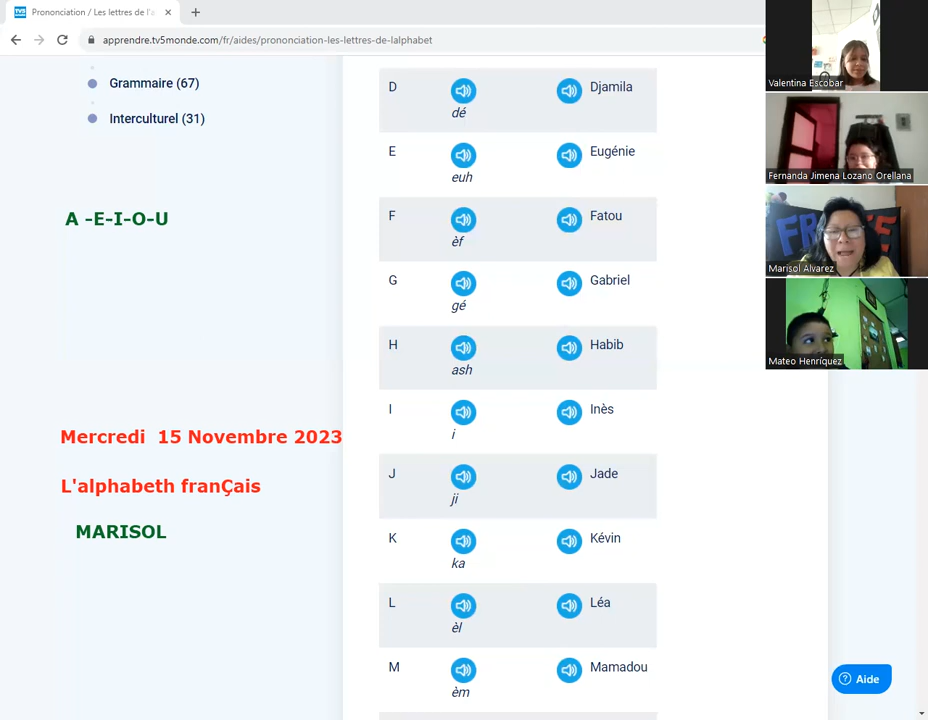 Prononciation / Les lettres de l'a
apprendre.tv5monde.com/fr/aides/prononciation-les-lettres-de-lalphabet
Grammaire (67)
Interculturel (31)
A -E-I-O-U
Mercredi 15 Novembre 2023
L'alphabeth franÇais
MARISOL
D
dé
Djamila
E
euh
Eugénie
F
èf
Fatou
G
gé
Gabriel
H
ash
Habib
I
i
Inès
J
ji
Jade
K
ka
Kévin
L
èl
Léa
M
èm
Mamadou
Valentina Escobar
Fernanda Jimena Lozano Orellana
Marisol Alvarez
Mateo Henríquez
Aide